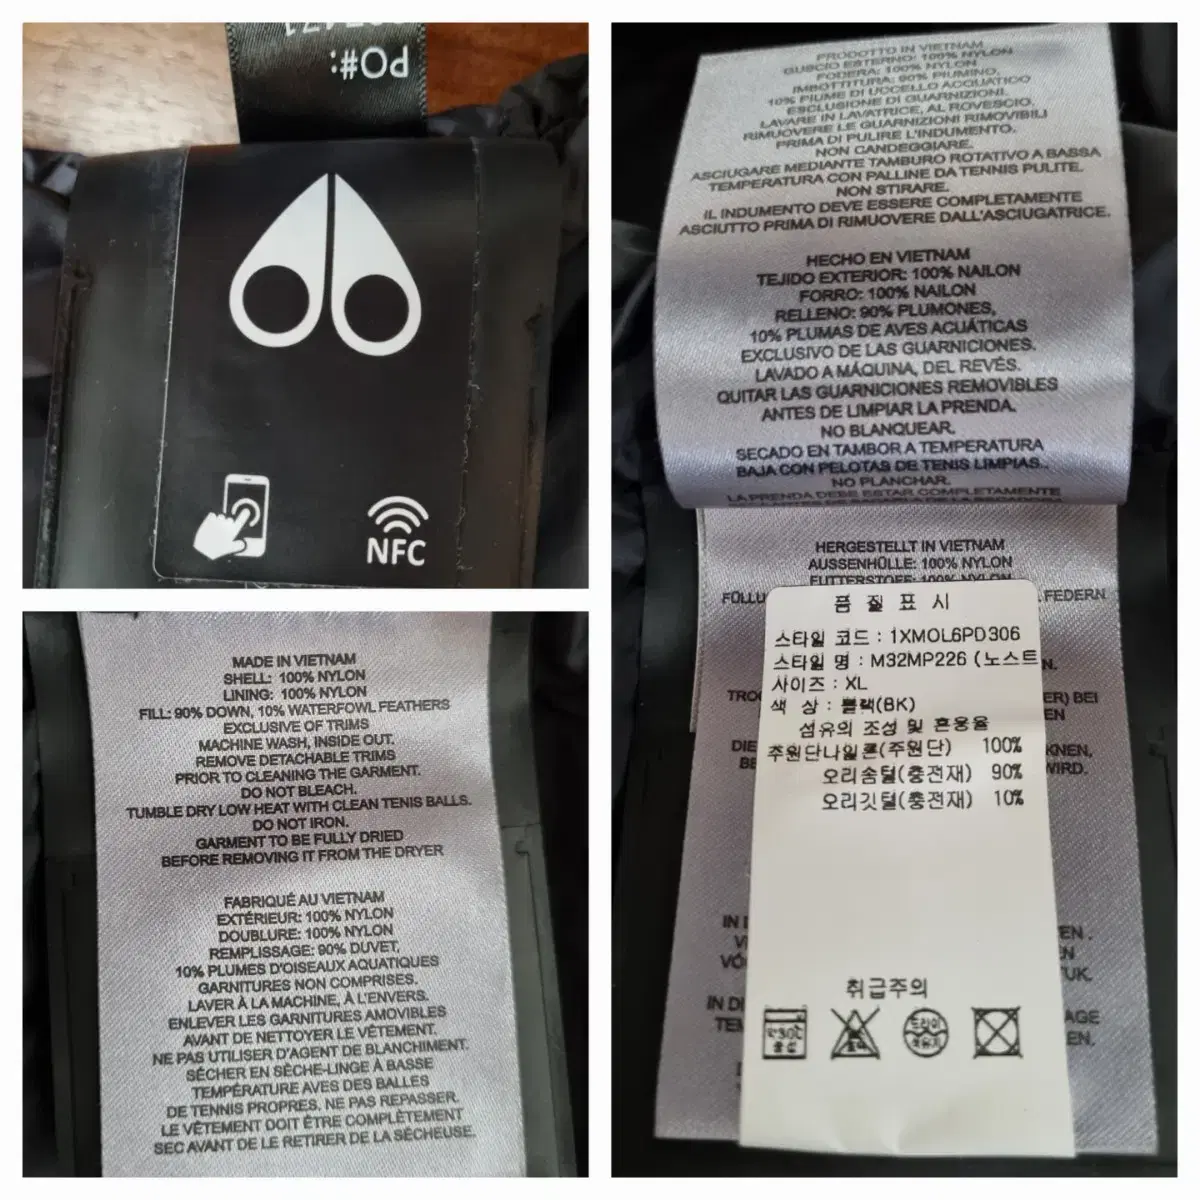 PO#:
NFC
MADE IN VIETNAM
SHELL: 100% NYLON
LINING: 100% NYLON
FILL: 90% DOWN, 10% WATERFOWL FEATHERS
EXCLUSIVE OF TRIMS
MACHINE WASH, INSIDE OUT.
REMOVE DETACHABLE TRIMS
PRIOR TO CLEANING THE GARMENT.
DO NOT BLEACH.
TUMBLE DRY LOW HEAT WITH CLEAN TENIS BALLS.
DO NOT IRON.
GARMENT TO BE FULLY DRIED
BEFORE REMOVING IT FROM THE DRYER
FABRIQUÉ AU VIETNAM
EXTÉRIEUR: 100% NYLON
DOUBLURE: 100% NYLON
REMPLISSAGE: 90% DUVET,
10% PLUMES D'OISEAUX AQUATIQUES
GARNITURES NON COMPRISES.
LAVER À LA MACHINE, À L'ENVERS.
ENLEVER LES GARNITURES AMOVIBLES
AVANT DE NETTOYER LE VÊTEMENT.
NE PAS UTILISER D'AGENT DE BLANCHIMENT.
SÉCHER EN SÈCHE-LINGE À BASSE
TEMPÉRATURE AVES DES BALLES
DE TENNIS PROPRES. NE PAS REPASSER.
LE VÊTEMENT DOIT ÊTRE COMPLÈTEMENT
SEC AVANT DE LE RETIRER DE LA SÉCHEUSE.
PRODOTTO IN VIETNAM
GUSCIO ESTERNO: 100% NYLON
FODERA: 100% NYLON
IMBOTTITURA: 90% PIUMINO,
10% PIUME DI UCCELLO ACQUATICO
ESCLUSIONE DI GUARNIZIONI.
LAVARE IN LAVATRICE, AL ROVESCIO.
RIMUOVERE LE GUARNIZIONI RIMOVIBILI
PRIMA DI PULIRE L'INDUMENTO.
NON CANDEGGIARE.
ASCIUGARE MEDIANTE TAMBURO ROTATIVO A BASSA
TEMPERATURA CON PALLINE DA TENNIS PULITE.
NON STIRARE.
IL INDUMENTO DEVE ESSERE COMPLETAMENTE
ASCIUTTO PRIMA DI RIMUOVERE DALL'ASCIUGATRICE.
HECHO EN VIETNAM
TEJIDO EXTERIOR: 100% NAILON
FORRO: 100% NAILON
RELLENO: 90% PLUMONES,
10% PLUMAS DE AVES ACUÁTICAS
EXCLUSIVO DE LAS GUARNICIONES.
LAVADO A MÁQUINA, DEL REVÉS.
QUITAR LAS GUARNICIONES REMOVIBLES
ANTES DE LIMPIAR LA PRENDA.
NO BLANQUEAR.
SECADO EN TAMBOR A TEMPERATURA
BAJA CON PELOTAS DE TENIS LIMPIAS..
NO PLANCHAR.
LA PRENDA DEBE ESTAR COMPLETAMENTE
HERGESTELLT IN VIETNAM
AUSSENHÜLLE: 100% NYLON
FUTTERSTOFF: 100% NYLON
FEDERN
품 질 표 시
스타일 코드 : 1XMOL6PD306
스타일 명 : M32MP226 (노스트
사이즈 : XL
색 상 : 블랙(BK)
섬유의 조성 및 혼용율
주원단나일론(주원단) 100%
오리솜털(충전재) 90%
오리깃털(충전재) 10%
취급주의